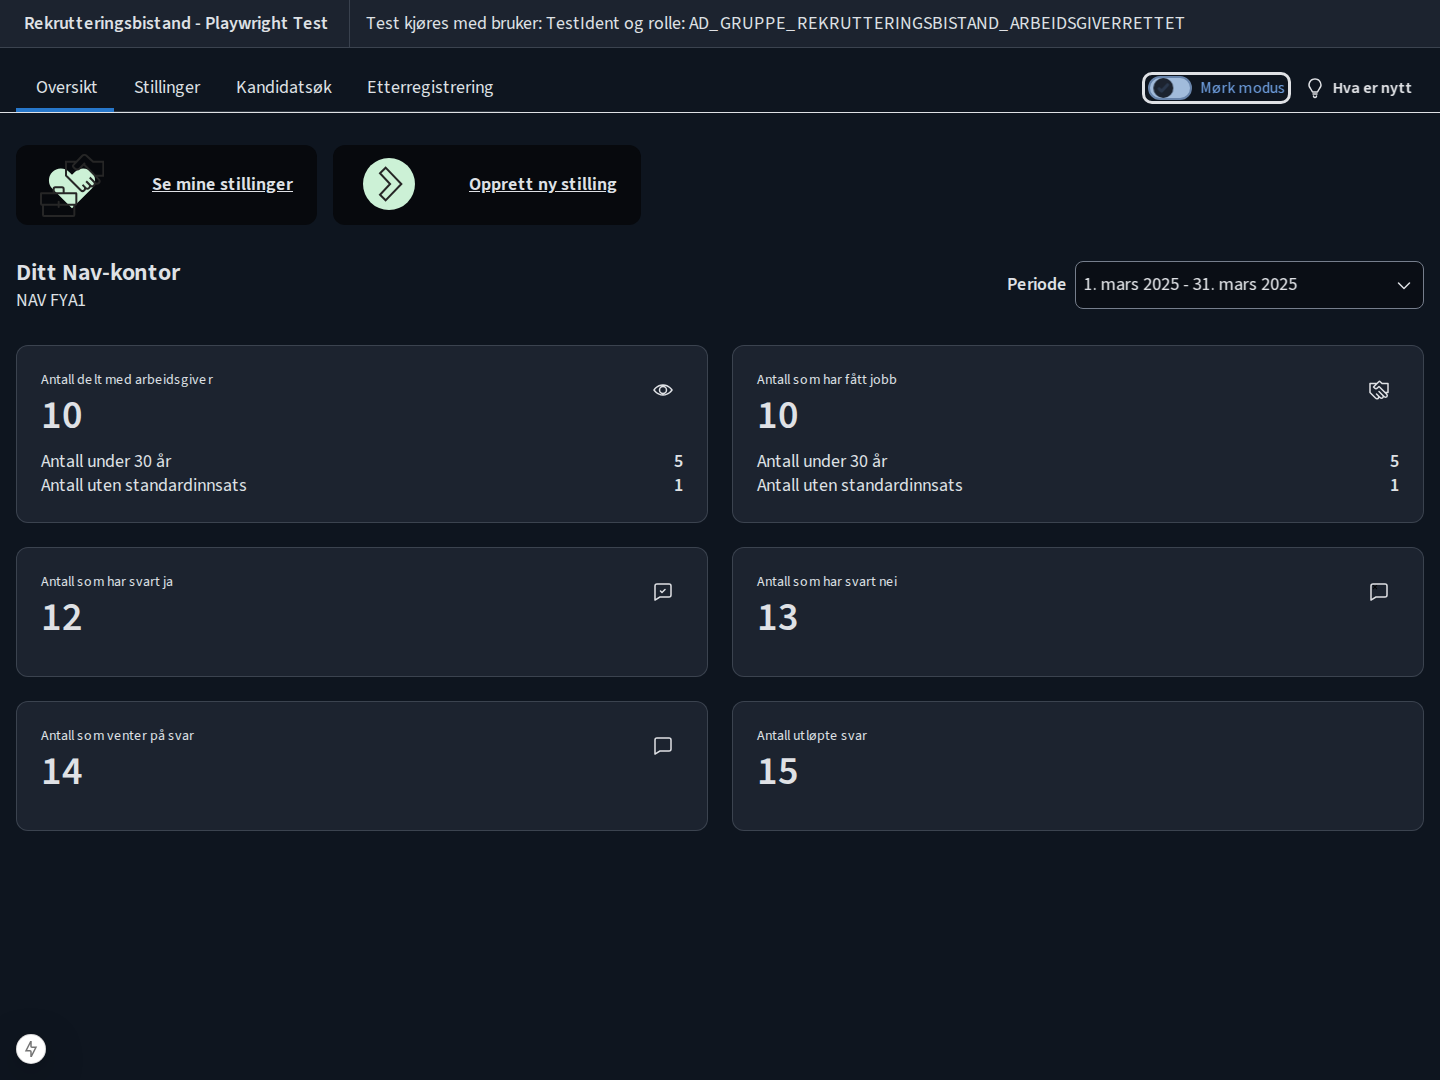 Rekrutteringsbistand - Playwright Test
Test kjøres med bruker: TestIdent og rolle: AD_GRUPPE_REKRUTTERINGSBISTAND_ARBEIDSGIVERRETTET
Oversikt
Stillinger
Kandidatsøk
Etterregistrering
Mørk modus
Hva er nytt
Se mine stillinger
Opprett ny stilling
Ditt Nav-kontor
NAV FYA1
Periode
1. mars 2025 - 31. mars 2025
Antall delt med arbeidsgiver
10
Antall under 30 år 5
Antall uten standardinnsats 1
Antall som har fått jobb
10
Antall under 30 år 5
Antall uten standardinnsats 1
Antall som har svart ja
12
Antall som har svart nei
13
Antall som venter på svar
14
Antall utløpte svar
15